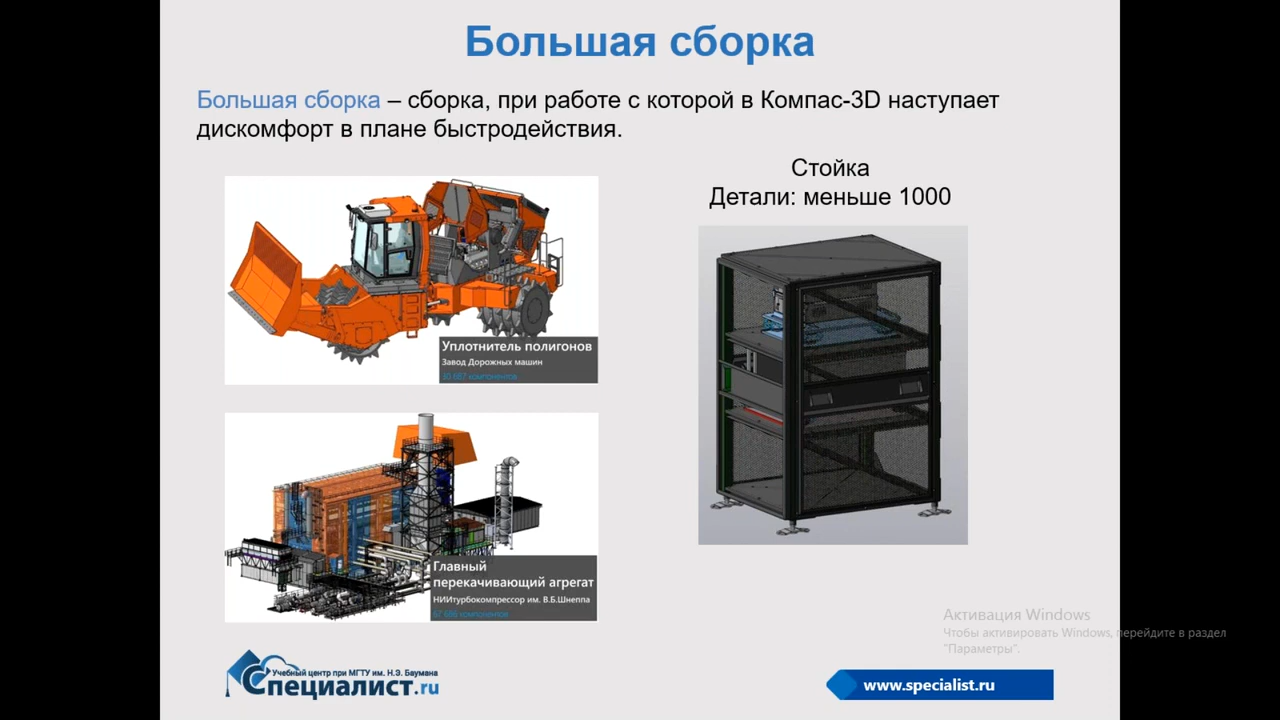 Большая сборка
Большая сборка – сборка, при работе с которой в Компас-3D наступает
дискомфорт в плане быстродействия.
Стойка
Детали: меньше 1000
Уплотнитель полигонов
Завод Дорожных машин
компонентов
Главный
перекачивающий агрегат
НИИтурбокомпрессор им. В.Б.Шнеппа
компонентов
Активация Windows
Чтобы активировать Windows, перейдите в раздел
"Параметры".
Учебный центр при МГТУ им. Н.Э. Баумана
Специалист.ru
www.specialist.ru